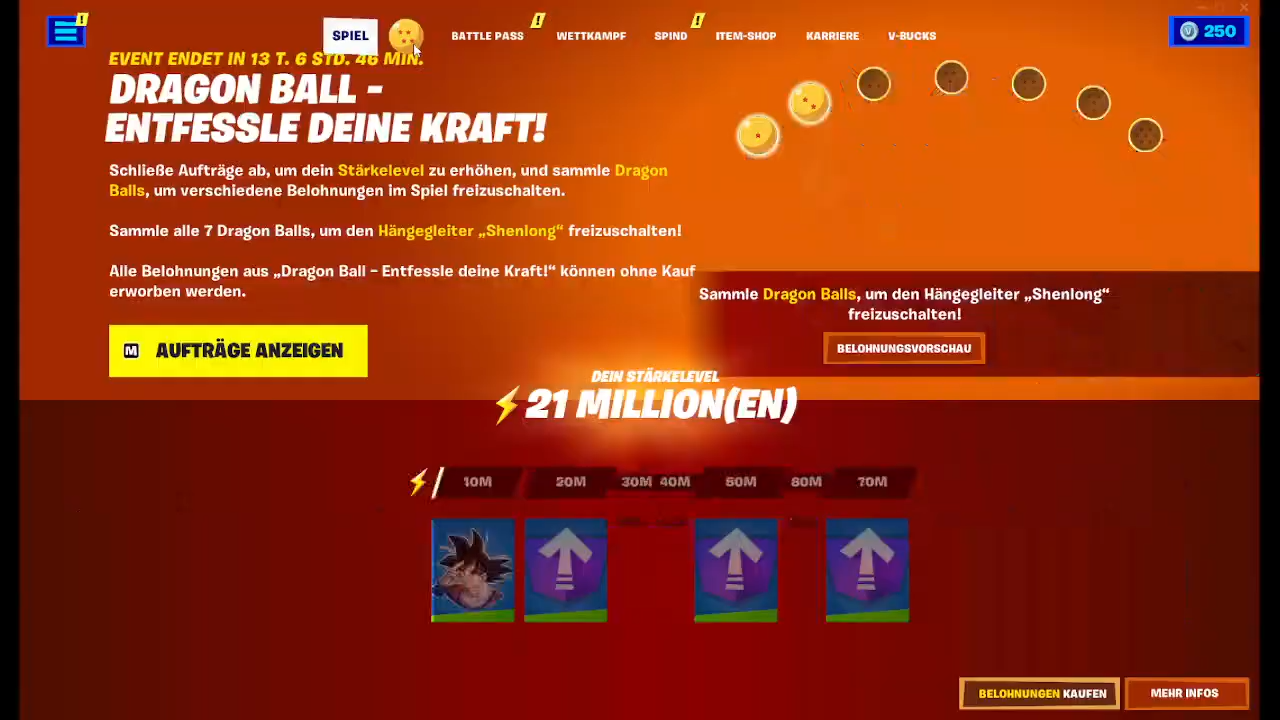 SPIEL
BATTLE PASS
WETTKAMPF
SPIND
ITEM-SHOP
KARRIERE
V-BUCKS
250
EVENT ENDET IN 13 T. 6 STD. 46 MIN.
DRAGON BALL -
ENTFESSLE DEINE KRAFT!
Schließe Aufträge ab, um dein Stärkelevel zu erhöhen, und sammle Dragon
Balls, um verschiedene Belohnungen im Spiel freizuschalten.
Sammle alle 7 Dragon Balls, um den Hängegleiter „Shenlong“ freizuschalten!
Alle Belohnungen aus „Dragon Ball – Entfessle deine Kraft!“ können ohne Kauf
erworben werden.
Sammle Dragon Balls, um den Hängegleiter „Shenlong“
freizuschalten!
M AUFTRÄGE ANZEIGEN
BELOHNUNGSVORSCHAU
DEIN STÄRKELEVEL
21 MILLION(EN)
10M 20M 30M 40M 50M 60M 70M
BELOHNUNGEN KAUFEN
MEHR INFOS